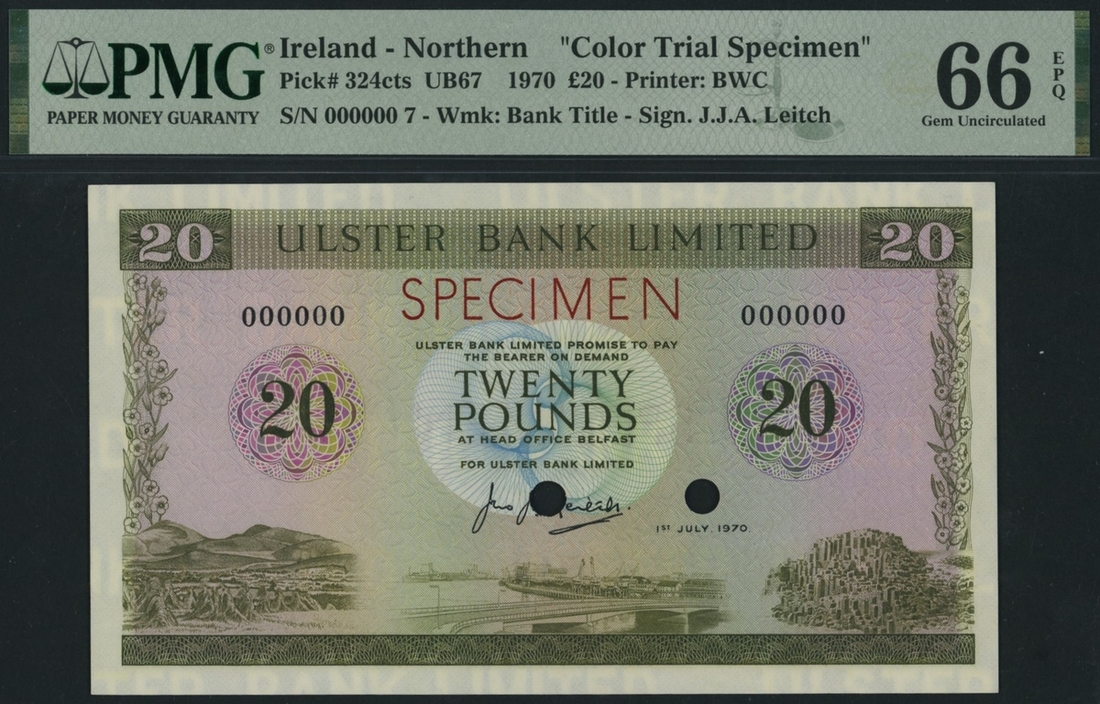 PMG® Ireland - Northern "Color Trial Specimen" 66 EPQ
PAPER MONEY GUARANTY Pick# 324cts UB67 1970 £20 - Printer: BWC Gem Uncirculated
S/N 000000 7 - Wmk: Bank Title - Sign. J.J.A. Leitch
20 ULSTER BANK LIMITED 20
SPECIMEN
000000 000000
ULSTER BANK LIMITED PROMISE TO PAY
THE BEARER ON DEMAND
TWENTY
POUNDS
20 20
AT HEAD OFFICE BELFAST
FOR ULSTER BANK LIMITED
1ST JULY, 1970.